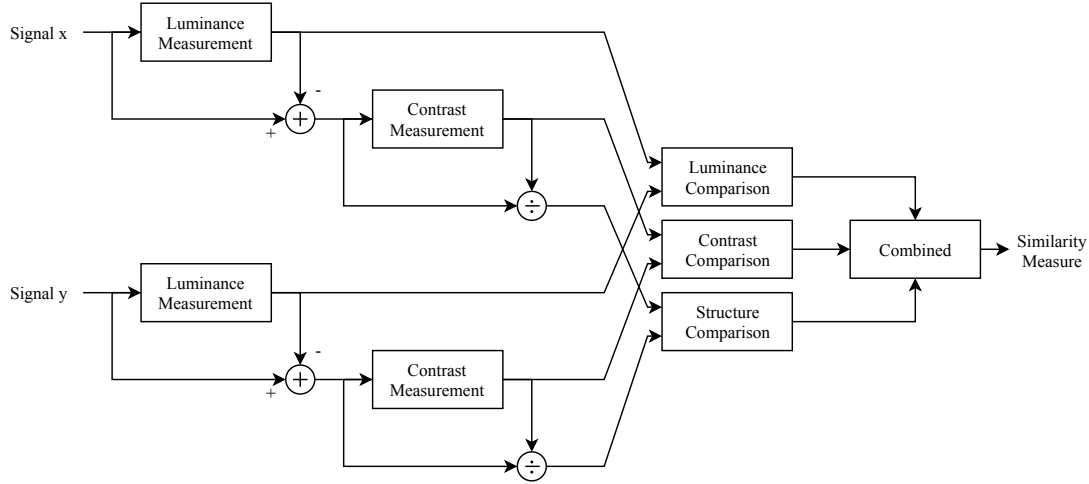 Signal x
Luminance
Measurement
-
+
+
Contrast
Measurement
÷
Luminance
Comparison
Contrast
Comparison
Structure
Comparison
Combined
Similarity
Measure
Signal y
Luminance
Measurement
-
+
+
Contrast
Measurement
÷